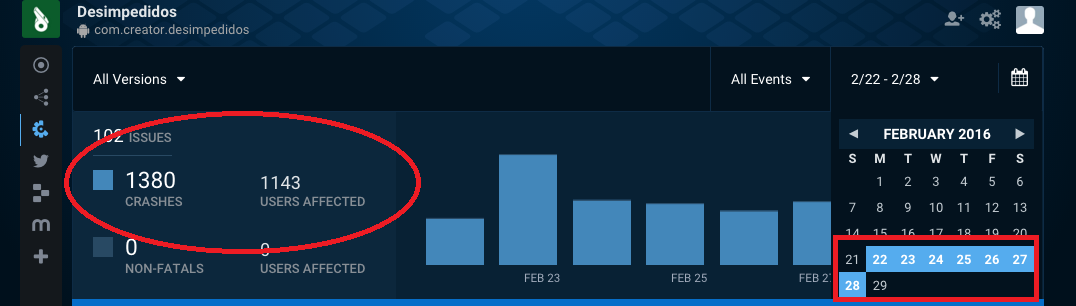 Desimpedidos
com.creator.desimpedidos
All Versions
All Events
2/22 - 2/28
102 ISSUES
1380
CRASHES
1143
USERS AFFECTED
0
NON-FATALS
0
USERS AFFECTED
FEB 23
FEB 25
FEB 2
FEBRUARY 2016
S M T W T F S
1 2 3 4 5 6
7 8 9 10 11 12 13
14 15 16 17 18 19 20
21 22 23 24 25 26 27
28 29